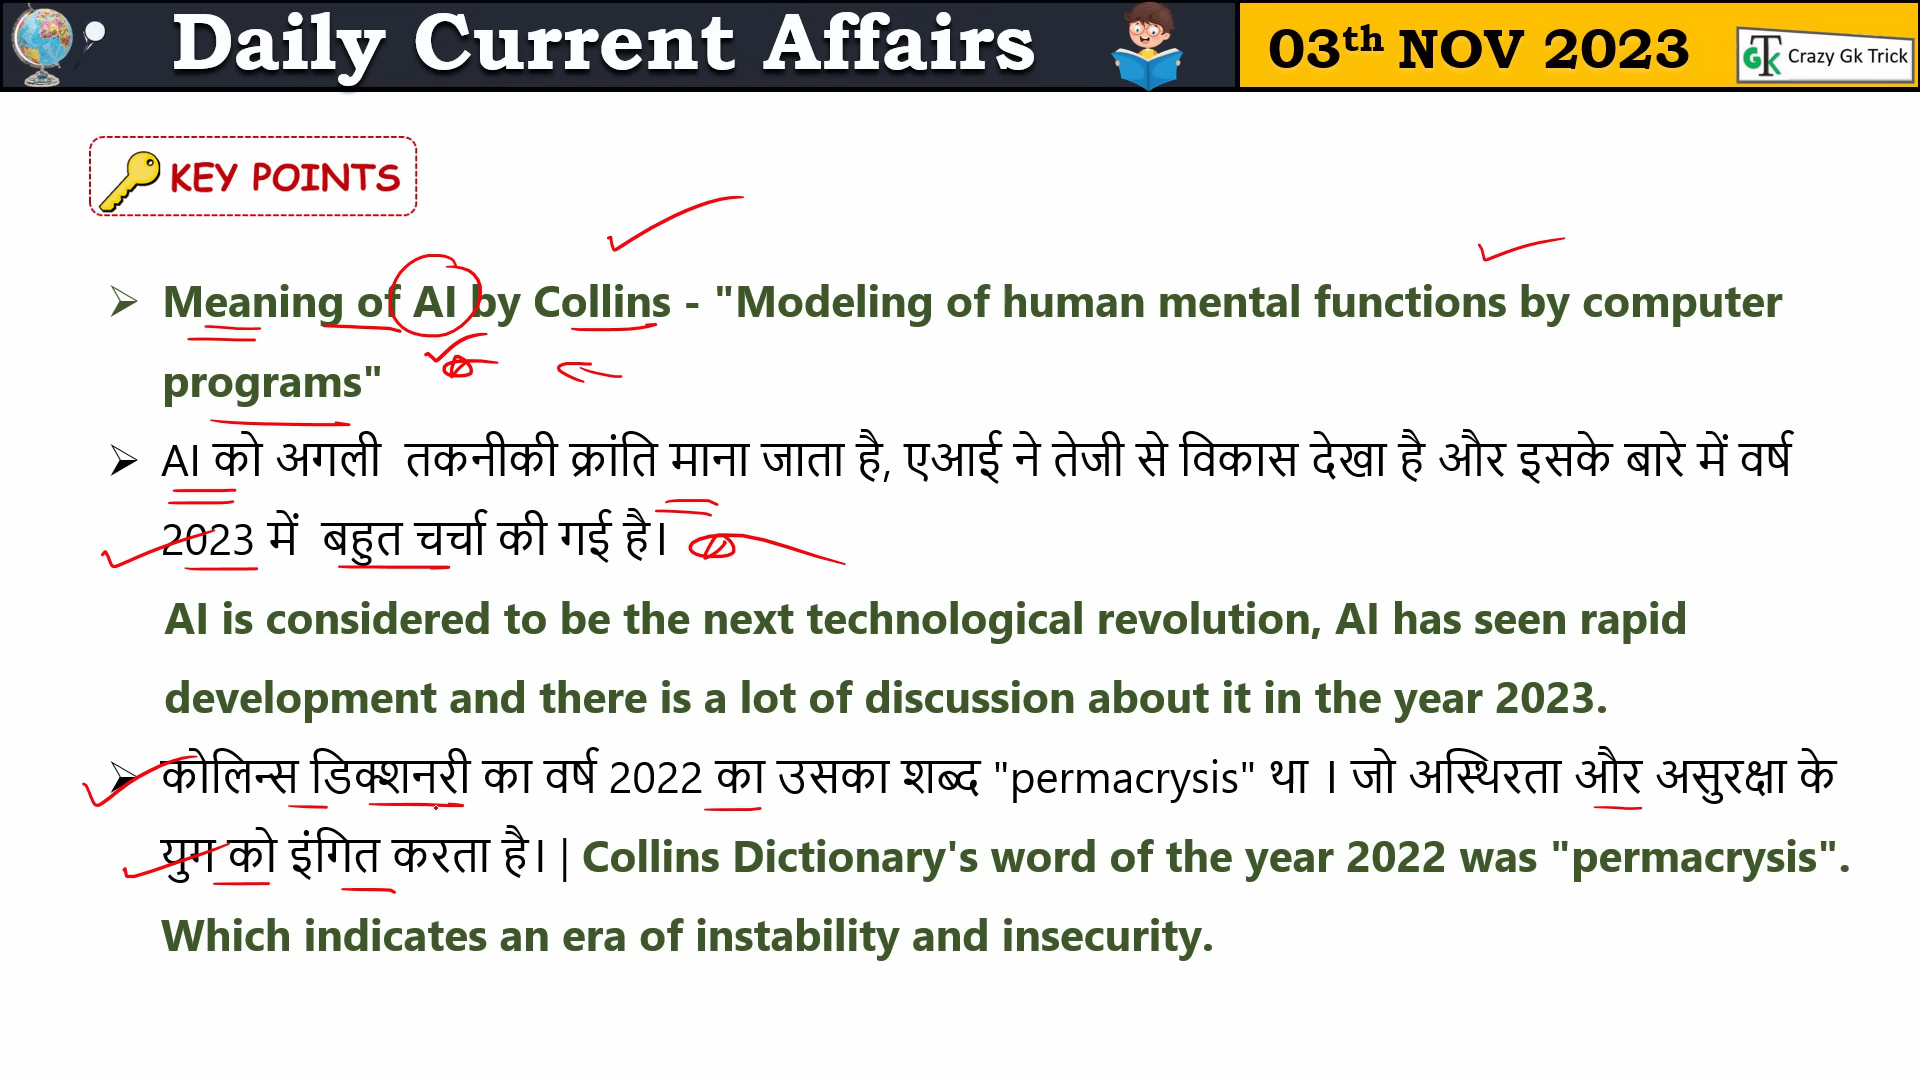 Daily Current Affairs
03th NOV 2023
GK Crazy Gk Trick
KEY POINTS
Meaning of AI by Collins - "Modeling of human mental functions by computer
programs"
AI को अगली तकनीकी क्रांति माना जाता है, एआई ने तेजी से विकास देखा है और इसके बारे में वर्ष
2023 में बहुत चर्चा की गई है।
AI is considered to be the next technological revolution, AI has seen rapid
development and there is a lot of discussion about it in the year 2023.
कोलिन्स डिक्शनरी का वर्ष 2022 का उसका शब्द "permacrysis" था । जो अस्थिरता और असुरक्षा के
युग को इंगित करता है। | Collins Dictionary's word of the year 2022 was "permacrysis".
Which indicates an era of instability and insecurity.